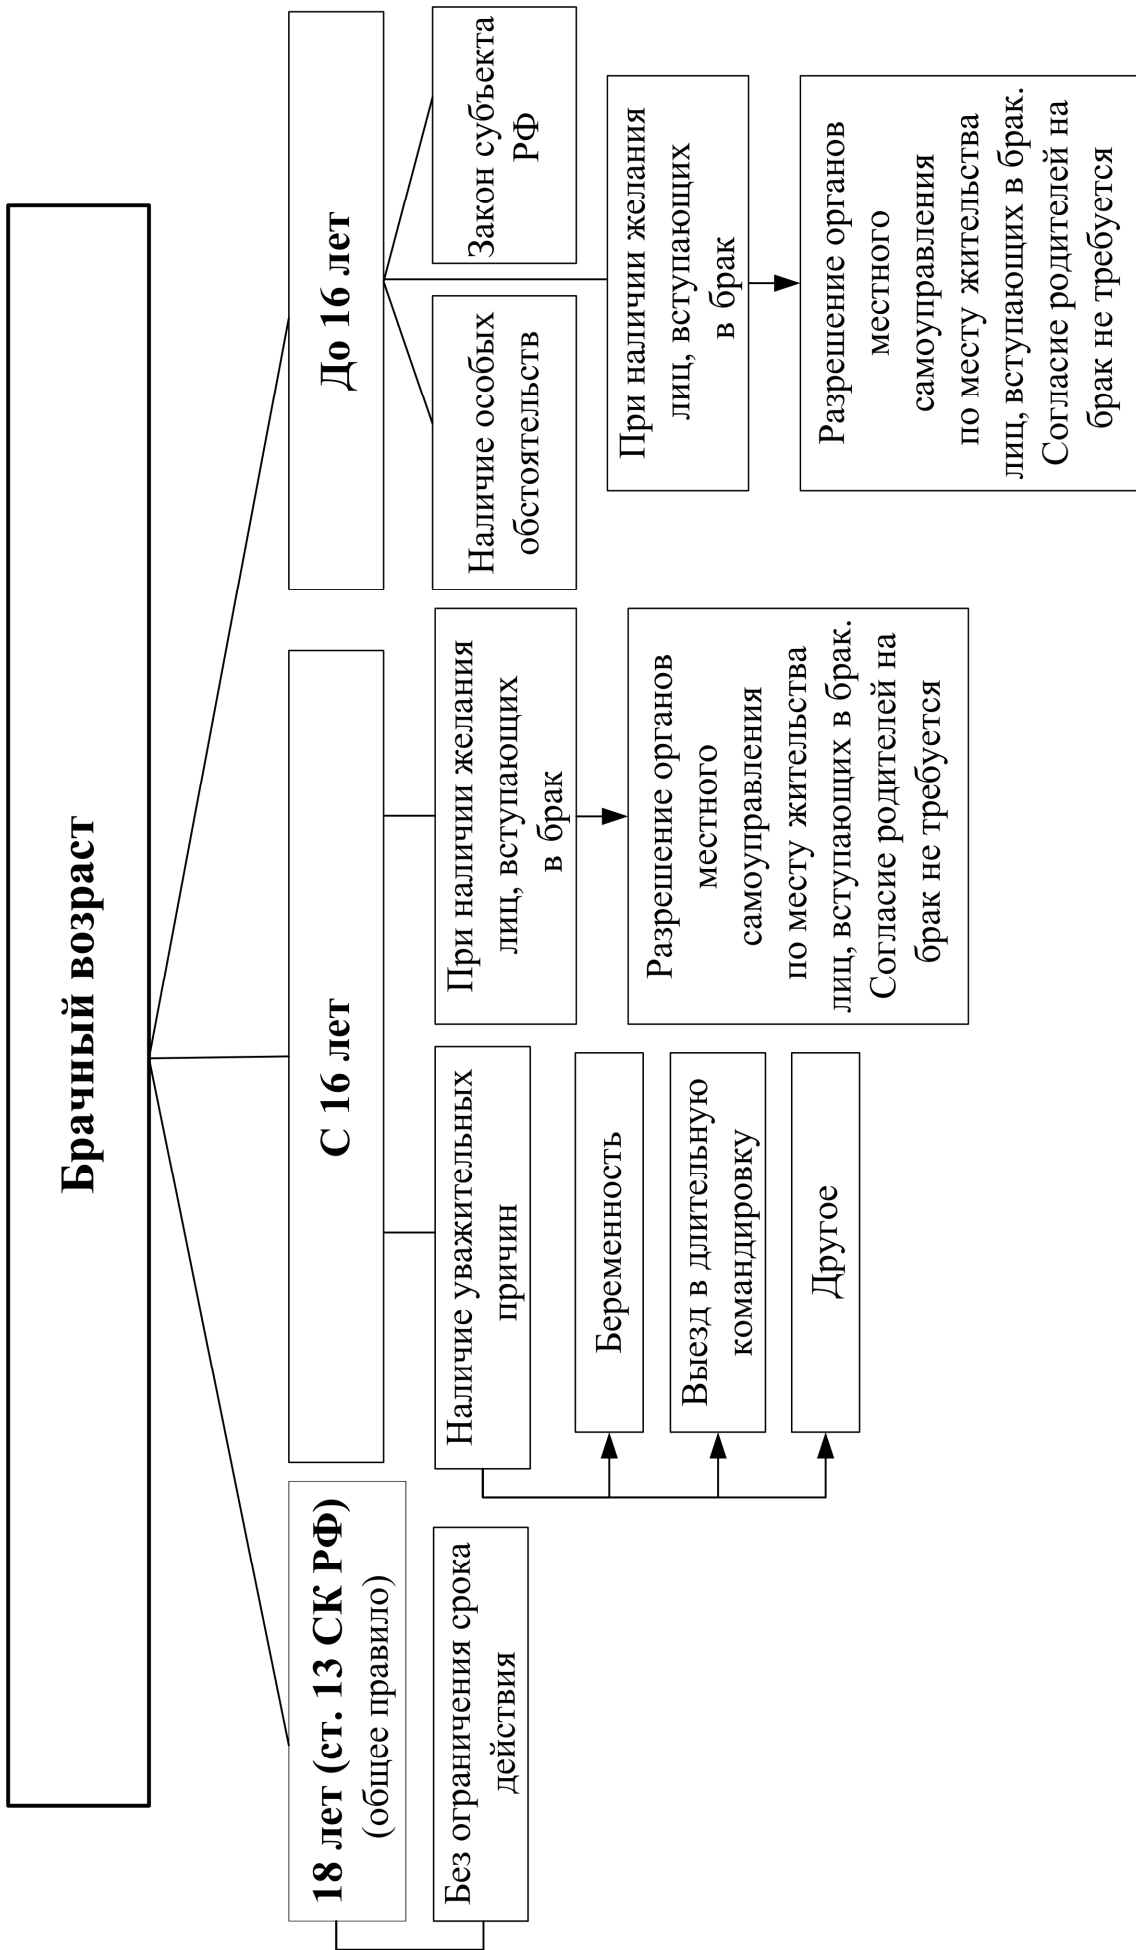 Брачный возраст
18 лет (ст. 13 СК РФ)
(общее правило)
Без ограничения срока
действия
С 16 лет
Наличие уважительных
причин
Беременность
Выезд в длительную
командировку
Другое
При наличии желания
лиц, вступающих
в брак
Разрешение органов
местного
самоуправления
по месту жительства
лиц, вступающих в брак.
Согласие родителей на
брак не требуется
До 16 лет
Наличие особых
обстоятельств
Закон субъекта
РФ
При наличии желания
лиц, вступающих
в брак
Разрешение органов
местного
самоуправления
по месту жительства
лиц, вступающих в брак.
Согласие родителей на
брак не требуется